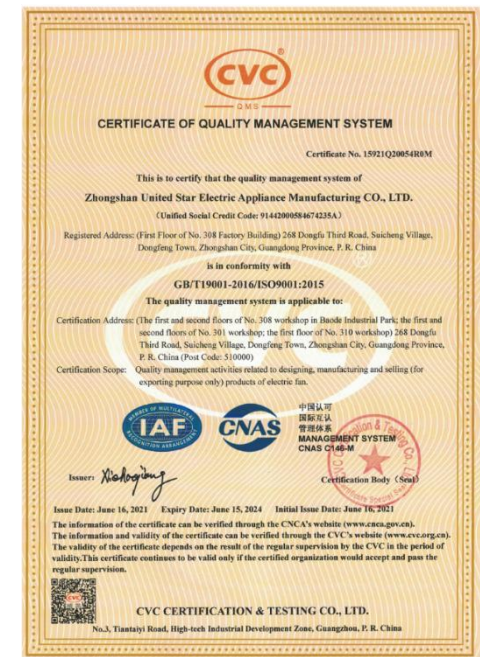 CVC
®
QMS
CERTIFICATE OF QUALITY MANAGEMENT SYSTEM
Certificate No. 15921Q20054R0M
This is to certify that the quality management system of
Zhongshan United Star Electric Appliance Manufacturing CO., LTD.
(Unified Social Credit Code: 91442000584674235A)
Registered Address: (First Floor of No. 308 Factory Building) 268 Dongfu Third Road, Suicheng Village,
Dongfeng Town, Zhongshan City, Guangdong Province, P. R. China
is in conformity with
GB/T19001-2016/ISO9001:2015
The quality management system is applicable to:
Certification Address: (The first and second floors of No. 308 workshop in Baode Industrial Park; the first and
second floors of No. 301 workshop; the first floor of No. 310 workshop) 268 Dongfu
Third Road, Suicheng Village, Dongfeng Town, Zhongshan City, Guangdong Province,
P. R. China (Post Code: 510000)
Certification Scope: Quality management activities related to designing, manufacturing and selling (for
exporting purpose only) products of electric fan.
MEMBER OF MULTILATERAL
IAF
RECOGNITION ARRANGEMENT
CNAS
中国认可
国际互认
管理体系
MANAGEMENT SYSTEM
CNAS C146-M
Issuer:
Certification Body (Seal)
Issue Date: June 16, 2021 Expiry Date: June 15, 2024 Initial Issue Date: June 16, 2021
The information of the certificate can be verified through the CNCA's website (www.cnca.gov.cn).
The information and validity of the certificate can be verified through the CVC's website (www.cvc.org.cn).
The validity of the certificate depends on the result of the regular supervision by the CVC in the period of
validity.This certificate continues to be valid only if the certified organization would accept and pass the
regular supervision.
CVC CERTIFICATION & TESTING CO., LTD.
No.3, Tiantaiyi Road, High-tech Industrial Development Zone, Guangzhou, P. R. China